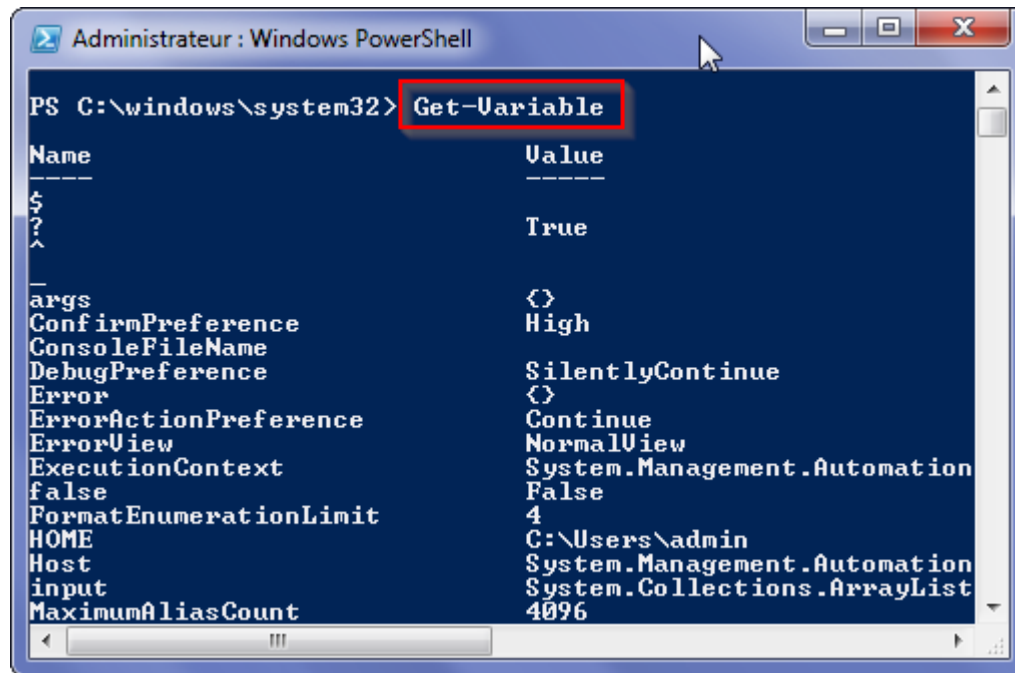 Administrateur : Windows PowerShell
PS C:\windows\system32> Get-Variable
Name Value
---- -----
$
? True
^
_
args {}
ConfirmPreference High
ConsoleFileName
DebugPreference SilentlyContinue
Error {}
ErrorActionPreference Continue
ErrorView NormalView
ExecutionContext System.Management.Automation
false False
FormatEnumerationLimit 4
HOME C:\Users\admin
Host System.Management.Automation
input System.Collections.ArrayList
MaximumAliasCount 4096